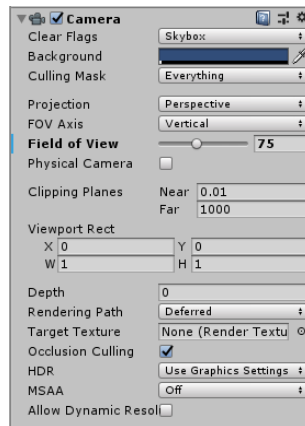 Camera
Clear Flags Skybox
Background
Culling Mask Everything
Projection Perspective
FOV Axis Vertical
Field of View 75
Physical Camera
Clipping Planes Near 0.01
Far 1000
Viewport Rect
X 0 Y 0
W 1 H 1
Depth 0
Rendering Path Deferred
Target Texture None (Render Textu
Occlusion Culling
HDR Use Graphics Settings
MSAA Off
Allow Dynamic Resoli